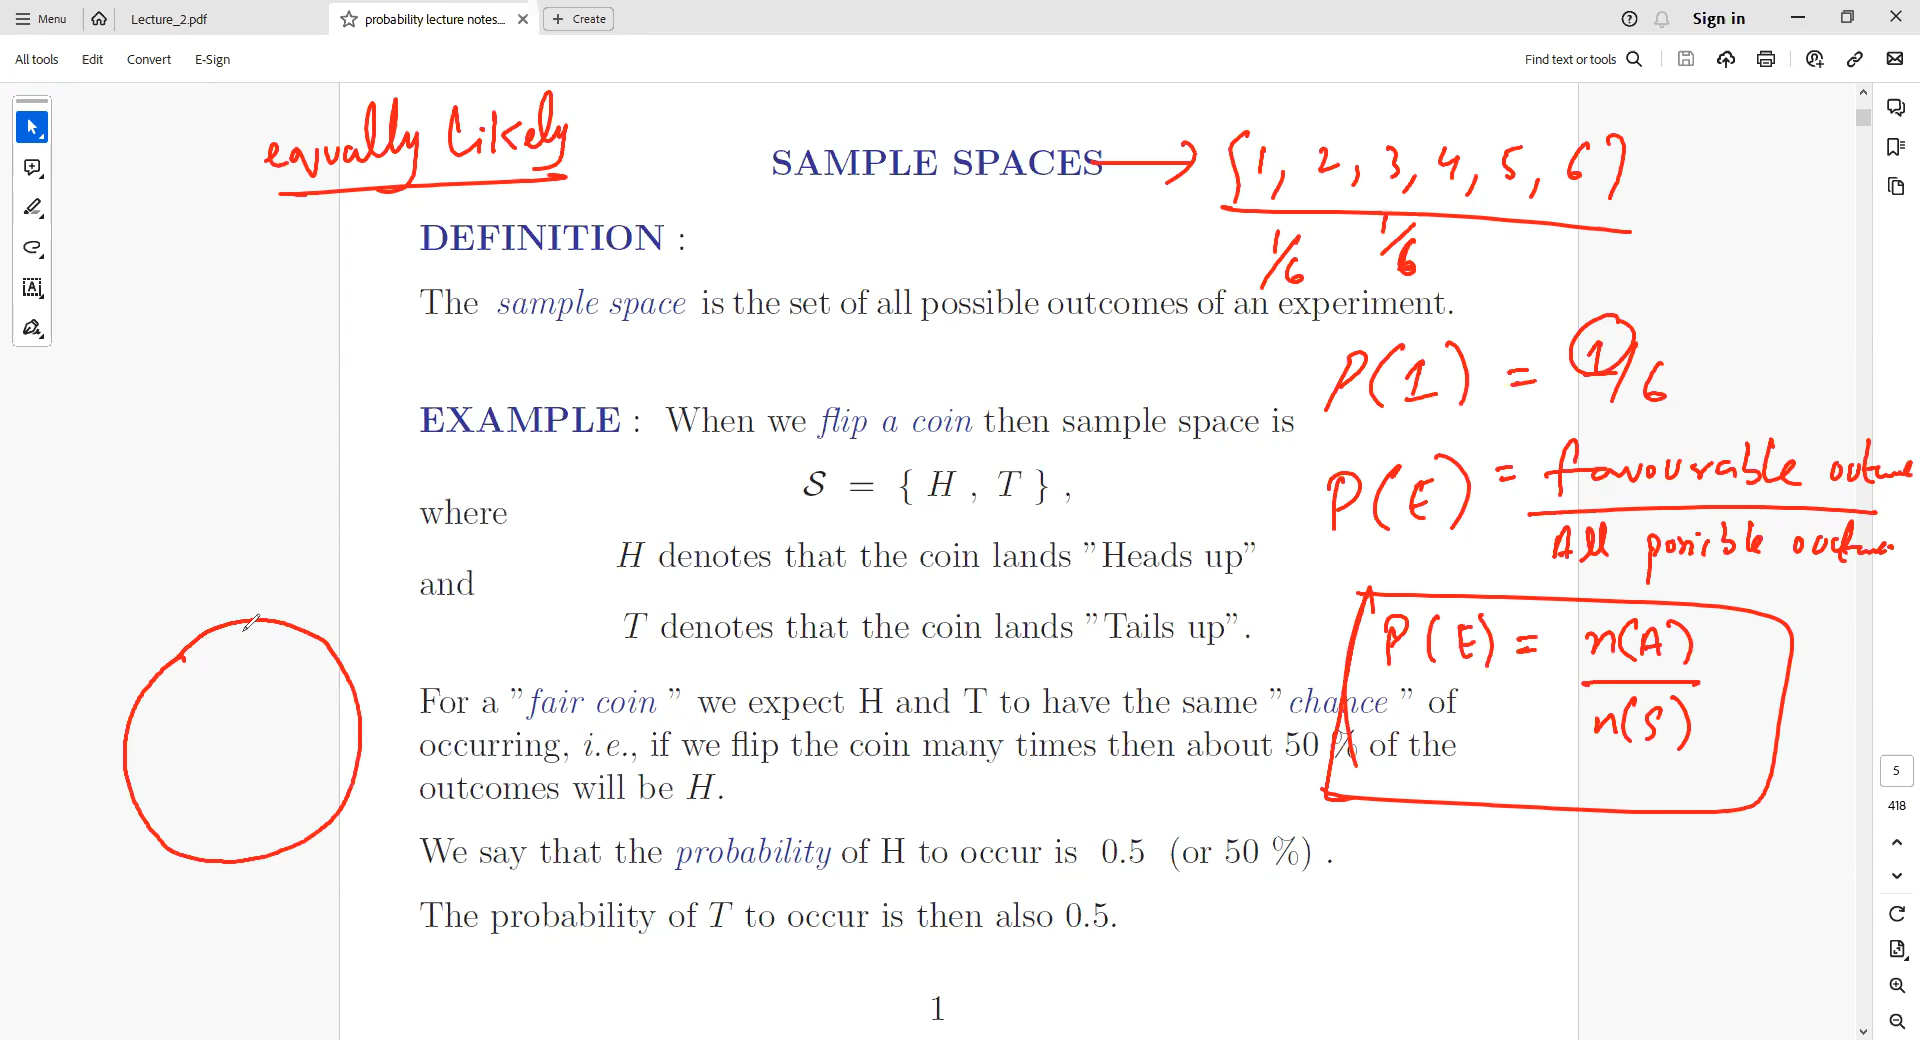 Menu
Lecture_2.pdf
probability lecture notes...
Create
Sign in
All tools
Edit
Convert
E-Sign
Find text or tools
equally likely
SAMPLE SPACES → {1, 2, 3, 4, 5, 6}
1/6 1/6
DEFINITION :
The sample space is the set of all possible outcomes of an experiment.
P(1) = 1/6
EXAMPLE : When we flip a coin then sample space is
S = { H , T } ,
P(E) = favourable
All
where
H denotes that the coin lands ”Heads up”
and
T denotes that the coin lands ”Tails up”.
P(E) = n(A)
n(S)
For a ”fair coin ” we expect H and T to have the same ”chance ” of
occurring, i.e., if we flip the coin many times then about 50 % of the
outcomes will be H.
We say that the probability of H to occur is 0.5 (or 50 %) .
The probability of T to occur is then also 0.5.
1
5
418